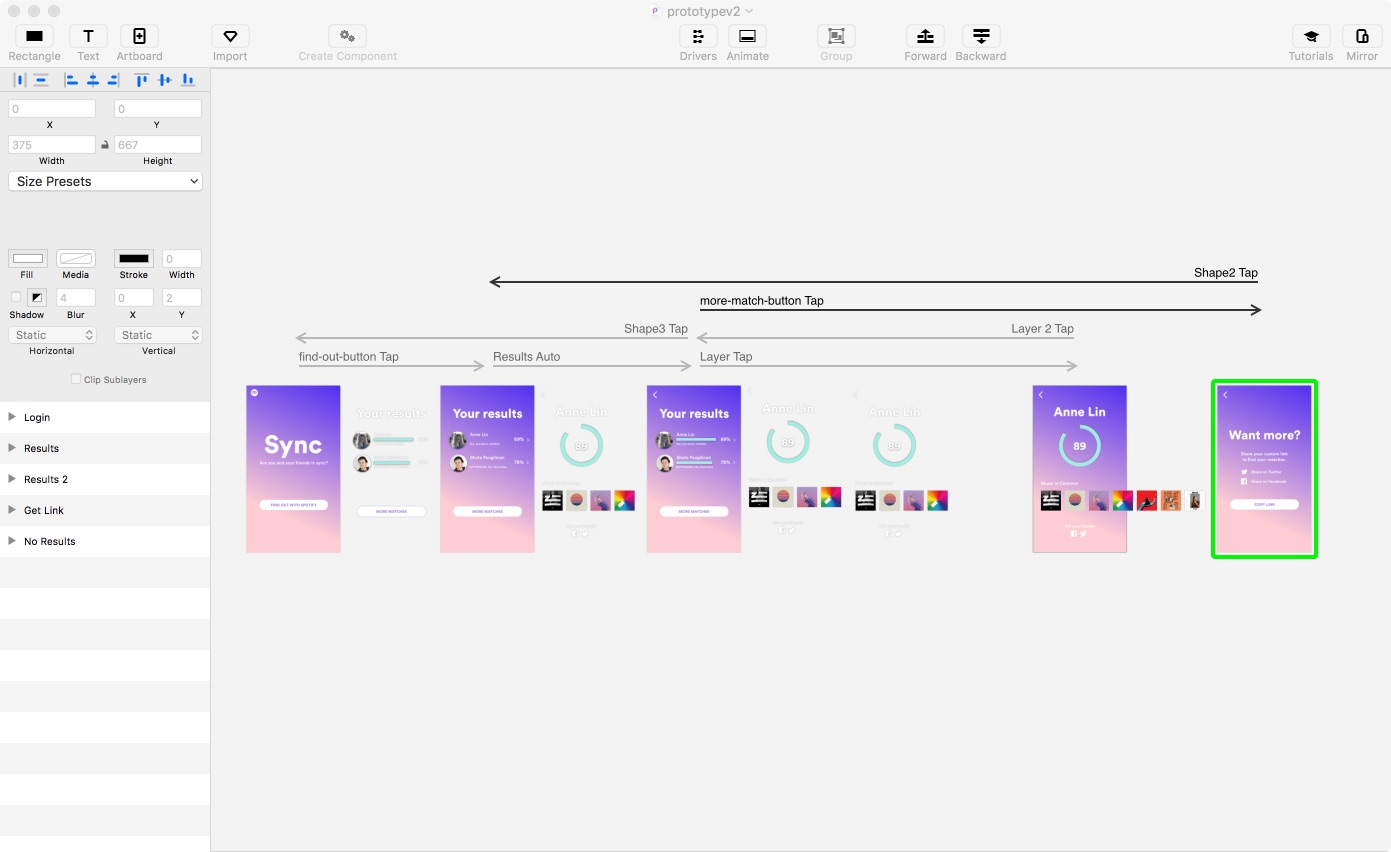 prototypev2
Rectangle Text Artboard Import Create Component Drivers Animate Group Forward Backward Tutorials Mirror
0 0
X Y
375 667
Width Height
Size Presets
0
Fill Media Stroke Width
4 0 2
Shadow Blur X Y
Static Static
Horizontal Vertical
Clip Sublayers
Login
Results
Results 2
Get Link
No Results
Shape2 Tap
more-match-button Tap
Shape3 Tap Layer 2 Tap
find-out-button Tap Results Auto Layer Tap
Sync
Are you and your friends in sync?
FIND OUT WITH SPOTIFY
Your results
MORE MATCHES
Your results
Anne Lin
89%
Shota Pangilinan
78%
MORE MATCHES
Anne Lin
89
Your results
Anne Lin
89%
Shota Pangilinan
78%
MORE MATCHES
Anne Lin
89
Anne Lin
89
Anne Lin
89
Music in Common
Want more?
Share your custom link
to find your matches.
Share on Twitter
Share on Facebook
COPY LINK